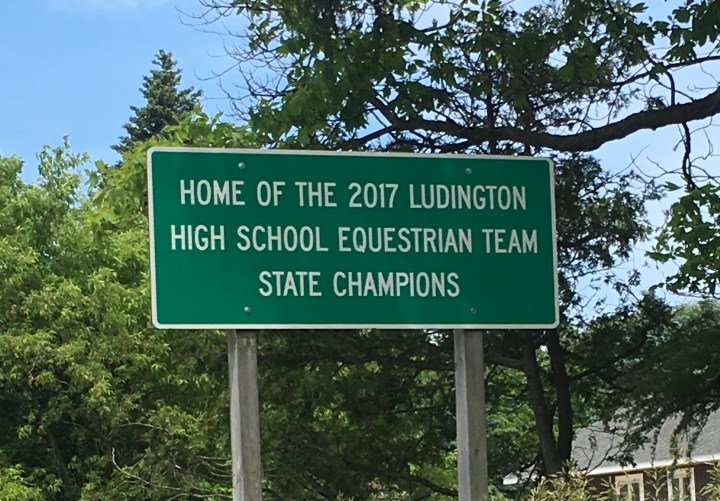 HOME OF THE 2017 LUDINGTON
HIGH SCHOOL EQUESTRIAN TEAM
STATE CHAMPIONS